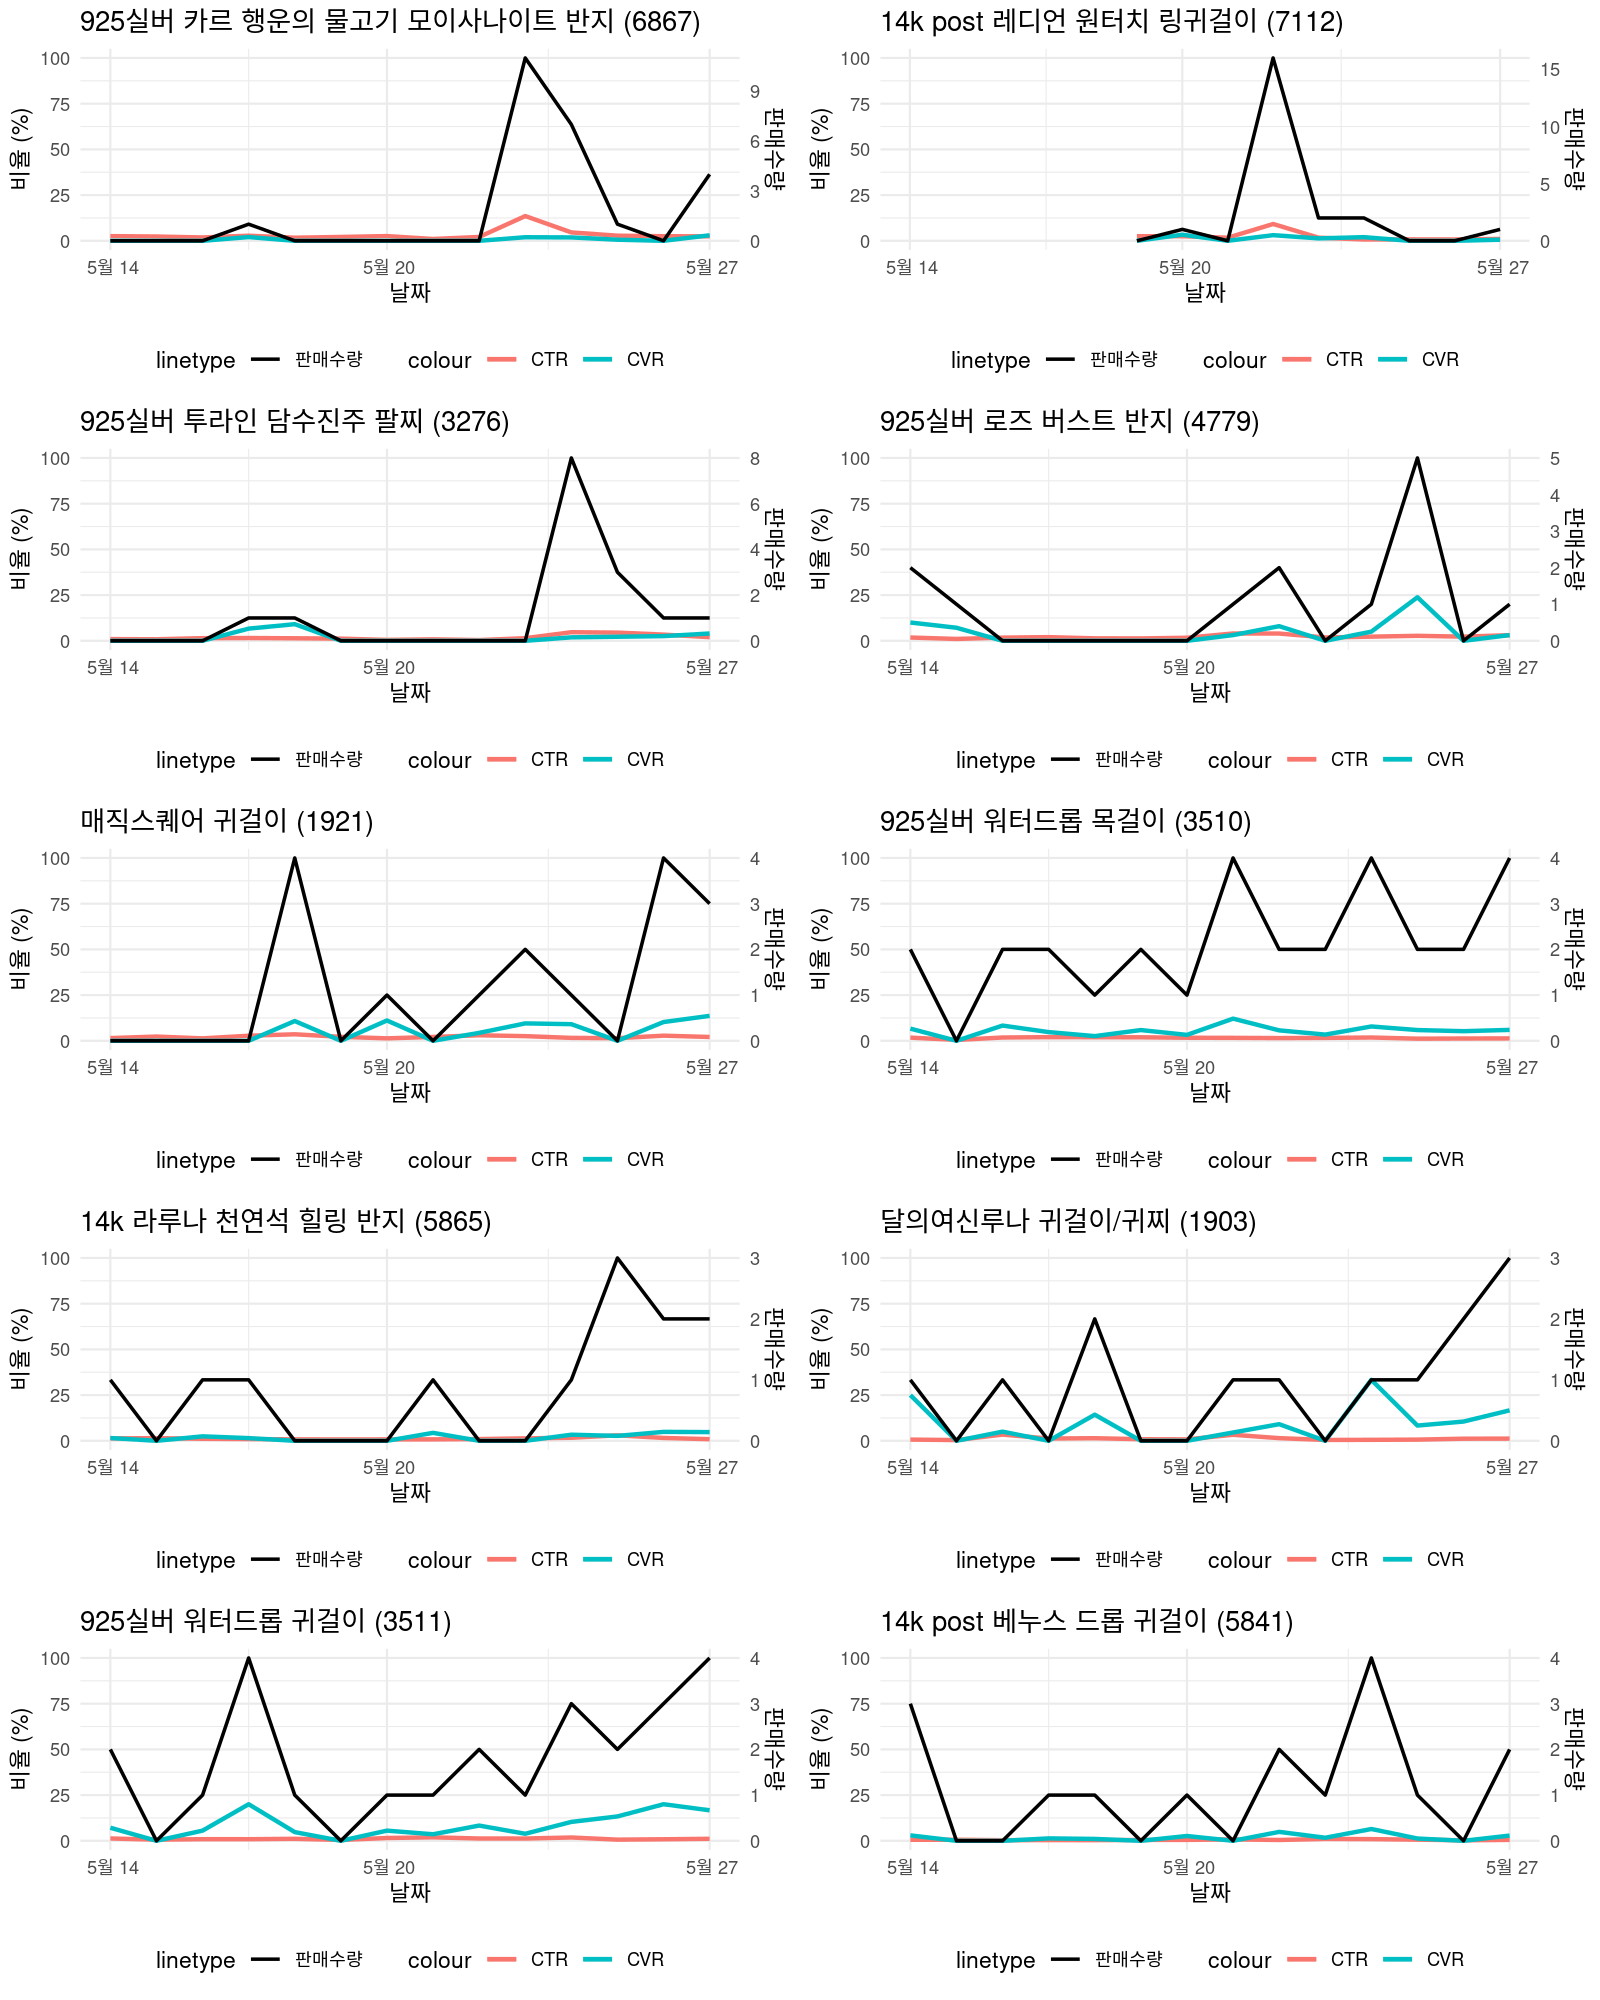 925실버 카르 행운의 물고기 모이사나이트 반지 (6867)
비율 (%)
100
75
50
25
0
9
6
3
0
판매수량
5월 14
5월 20
5월 27
날짜
linetype 판매수량 colour CTR CVR
14k post 레디언 원터치 링귀걸이 (7112)
비율 (%)
100
75
50
25
0
15
10
5
0
판매수량
5월 14
5월 20
5월 27
날짜
linetype 판매수량 colour CTR CVR
925실버 투라인 담수진주 팔찌 (3276)
비율 (%)
100
75
50
25
0
8
6
4
2
0
판매수량
5월 14
5월 20
5월 27
날짜
linetype 판매수량 colour CTR CVR
925실버 로즈 버스트 반지 (4779)
비율 (%)
100
75
50
25
0
5
4
3
2
1
0
판매수량
5월 14
5월 20
5월 27
날짜
linetype 판매수량 colour CTR CVR
매직스퀘어 귀걸이 (1921)
비율 (%)
100
75
50
25
0
4
3
2
1
0
판매수량
5월 14
5월 20
5월 27
날짜
linetype 판매수량 colour CTR CVR
925실버 워터드롭 목걸이 (3510)
비율 (%)
100
75
50
25
0
4
3
2
1
0
판매수량
5월 14
5월 20
5월 27
날짜
linetype 판매수량 colour CTR CVR
14k 라루나 천연석 힐링 반지 (5865)
비율 (%)
100
75
50
25
0
3
2
1
0
판매수량
5월 14
5월 20
5월 27
날짜
linetype 판매수량 colour CTR CVR
달의여신루나 귀걸이/귀찌 (1903)
비율 (%)
100
75
50
25
0
3
2
1
0
판매수량
5월 14
5월 20
5월 27
날짜
linetype 판매수량 colour CTR CVR
925실버 워터드롭 귀걸이 (3511)
비율 (%)
100
75
50
25
0
4
3
2
1
0
판매수량
5월 14
5월 20
5월 27
날짜
linetype 판매수량 colour CTR CVR
14k post 베누스 드롭 귀걸이 (5841)
비율 (%)
100
75
50
25
0
4
3
2
1
0
판매수량
5월 14
5월 20
5월 27
날짜
linetype 판매수량 colour CTR CVR